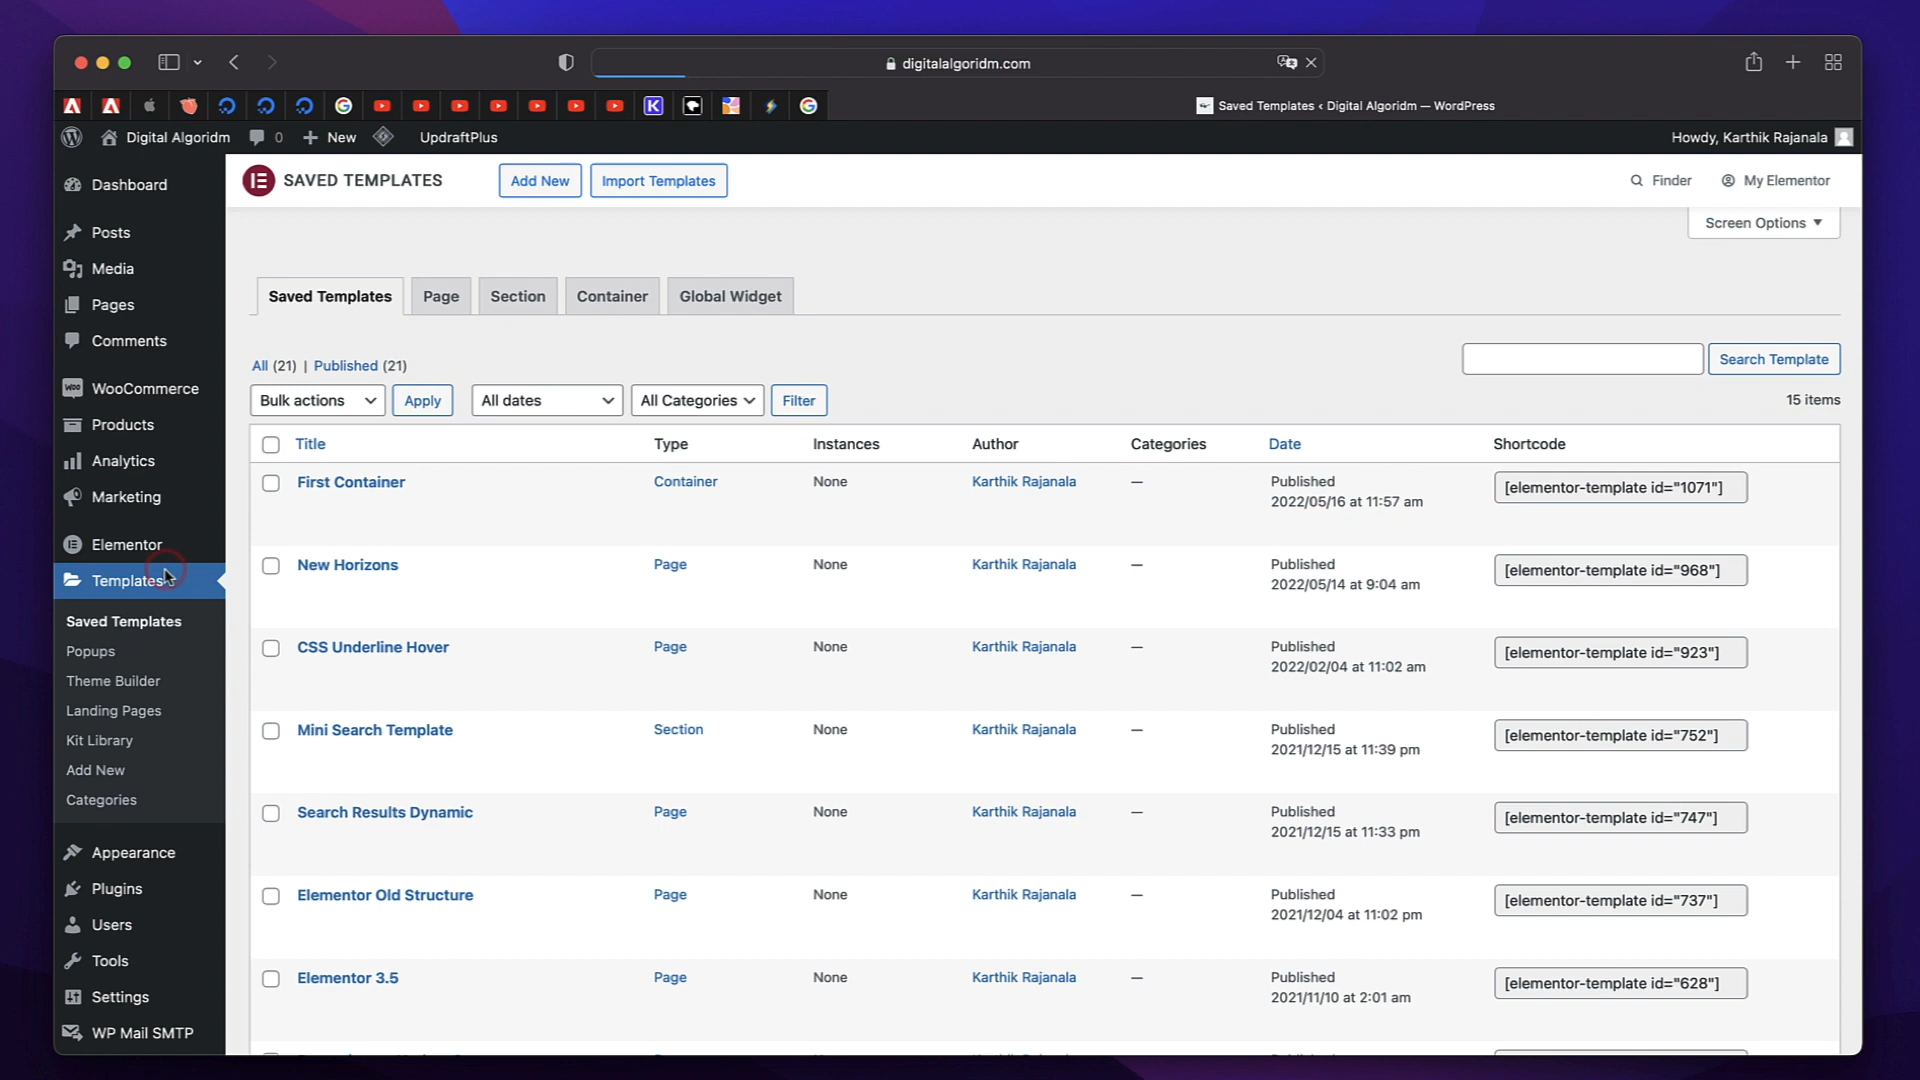 digitalalgoridm.com
Saved Templates < Digital Algoridm — WordPress
Digital Algoridm
0
New
UpdraftPlus
Howdy, Karthik Rajanala
SAVED TEMPLATES
Add New
Import Templates
Finder
My Elementor
Screen Options
Dashboard
Posts
Media
Pages
Comments
WooCommerce
Products
Analytics
Marketing
Elementor
Templates
Saved Templates
Popups
Theme Builder
Landing Pages
Kit Library
Add New
Categories
Appearance
Plugins
Users
Tools
Settings
WP Mail SMTP
Saved Templates
Page
Section
Container
Global Widget
All (21) | Published (21)
Search Template
Bulk actions
Apply
All dates
All Categories
Filter
15 items
Title Type Instances Author Categories Date Shortcode
First Container Container None Karthik Rajanala — Published [elementor-template id="1071"]
2022/05/16 at 11:57 am
New Horizons Page None Karthik Rajanala — Published [elementor-template id="968"]
2022/05/14 at 9:04 am
CSS Underline Hover Page None Karthik Rajanala — Published [elementor-template id="923"]
2022/02/04 at 11:02 am
Mini Search Template Section None Karthik Rajanala — Published [elementor-template id="752"]
2021/12/15 at 11:39 pm
Search Results Dynamic Page None Karthik Rajanala — Published [elementor-template id="747"]
2021/12/15 at 11:33 pm
Elementor Old Structure Page None Karthik Rajanala — Published [elementor-template id="737"]
2021/12/04 at 11:02 pm
Elementor 3.5 Page None Karthik Rajanala — Published [elementor-template id="628"]
2021/11/10 at 2:01 am